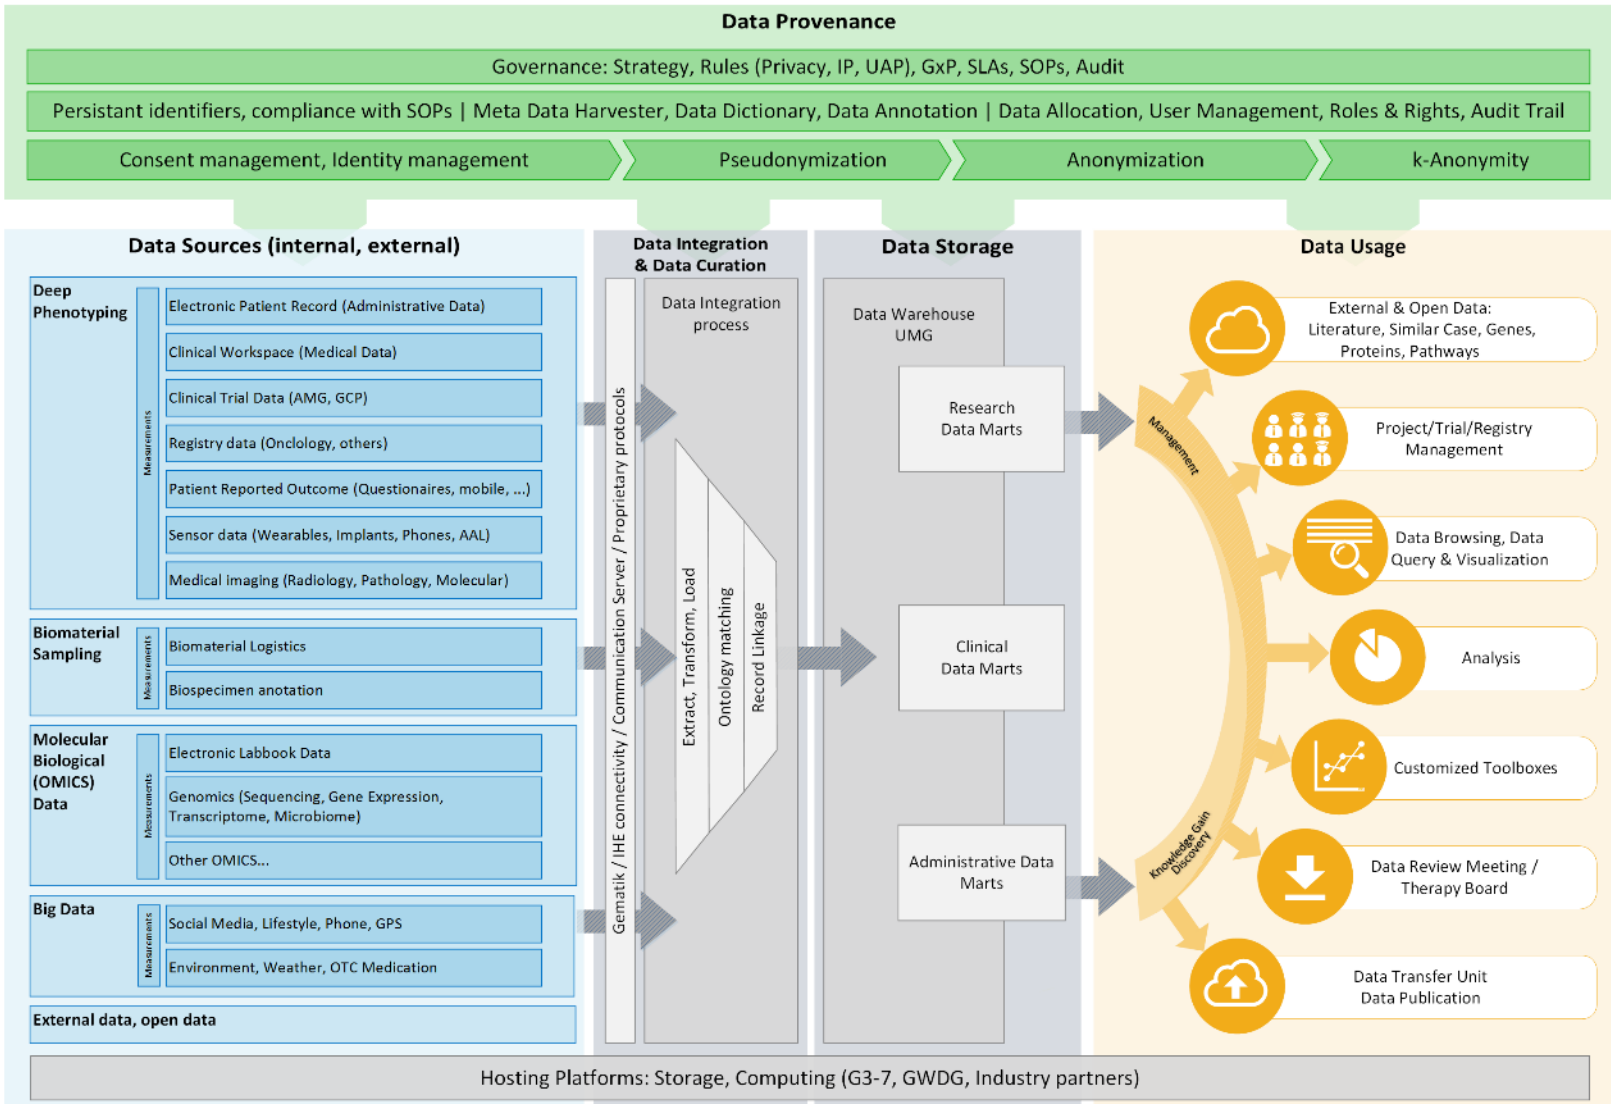 Data Provenance
Governance: Strategy, Rules (Privacy, IP, UAP), GxP, SLAs, SOPs, Audit
Persistant identifiers, compliance with SOPs | Meta Data Harvester, Data Dictionary, Data Annotation | Data Allocation, User Management, Roles & Rights, Audit Trail
Consent management, Identity management
Pseudonymization
Anonymization
k-Anonymity
Data Sources (internal, external)
Deep
Phenotyping
Measurements
Electronic Patient Record (Administrative Data)
Clinical Workspace (Medical Data)
Clinical Trial Data (AMG, GCP)
Registry data (Onclology, others)
Patient Reported Outcome (Questionaires, mobile, ...)
Sensor data (Wearables, Implants, Phones, AAL)
Medical imaging (Radiology, Pathology, Molecular)
Biomaterial
Sampling
Measurements
Biomaterial Logistics
Biospecimen anotation
Molecular
Biological
(OMICS)
Data
Measurements
Electronic Labbook Data
Genomics (Sequencing, Gene Expression,
Transcriptome, Microbiome)
Other OMICS...
Big Data
Measurements
Social Media, Lifestyle, Phone, GPS
Environment, Weather, OTC Medication
External data, open data
Data Integration
& Data Curation
Gematik / IHE connectivity / Communication Server / Proprietary protocols
Data Integration
process
Extract, Transform, Load
Ontology matching
Record Linkage
Data Storage
Data Warehouse
UMG
Research
Data Marts
Clinical
Data Marts
Administrative Data
Marts
Data Usage
Management
Knowledge Gain
Discovery
External & Open Data:
Literature, Similar Case, Genes,
Proteins, Pathways
Project/Trial/Registry
Management
Data Browsing, Data
Query & Visualization
Analysis
Customized Toolboxes
Data Review Meeting /
Therapy Board
Data Transfer Unit
Data Publication
Hosting Platforms: Storage, Computing (G3-7, GWDG, Industry partners)